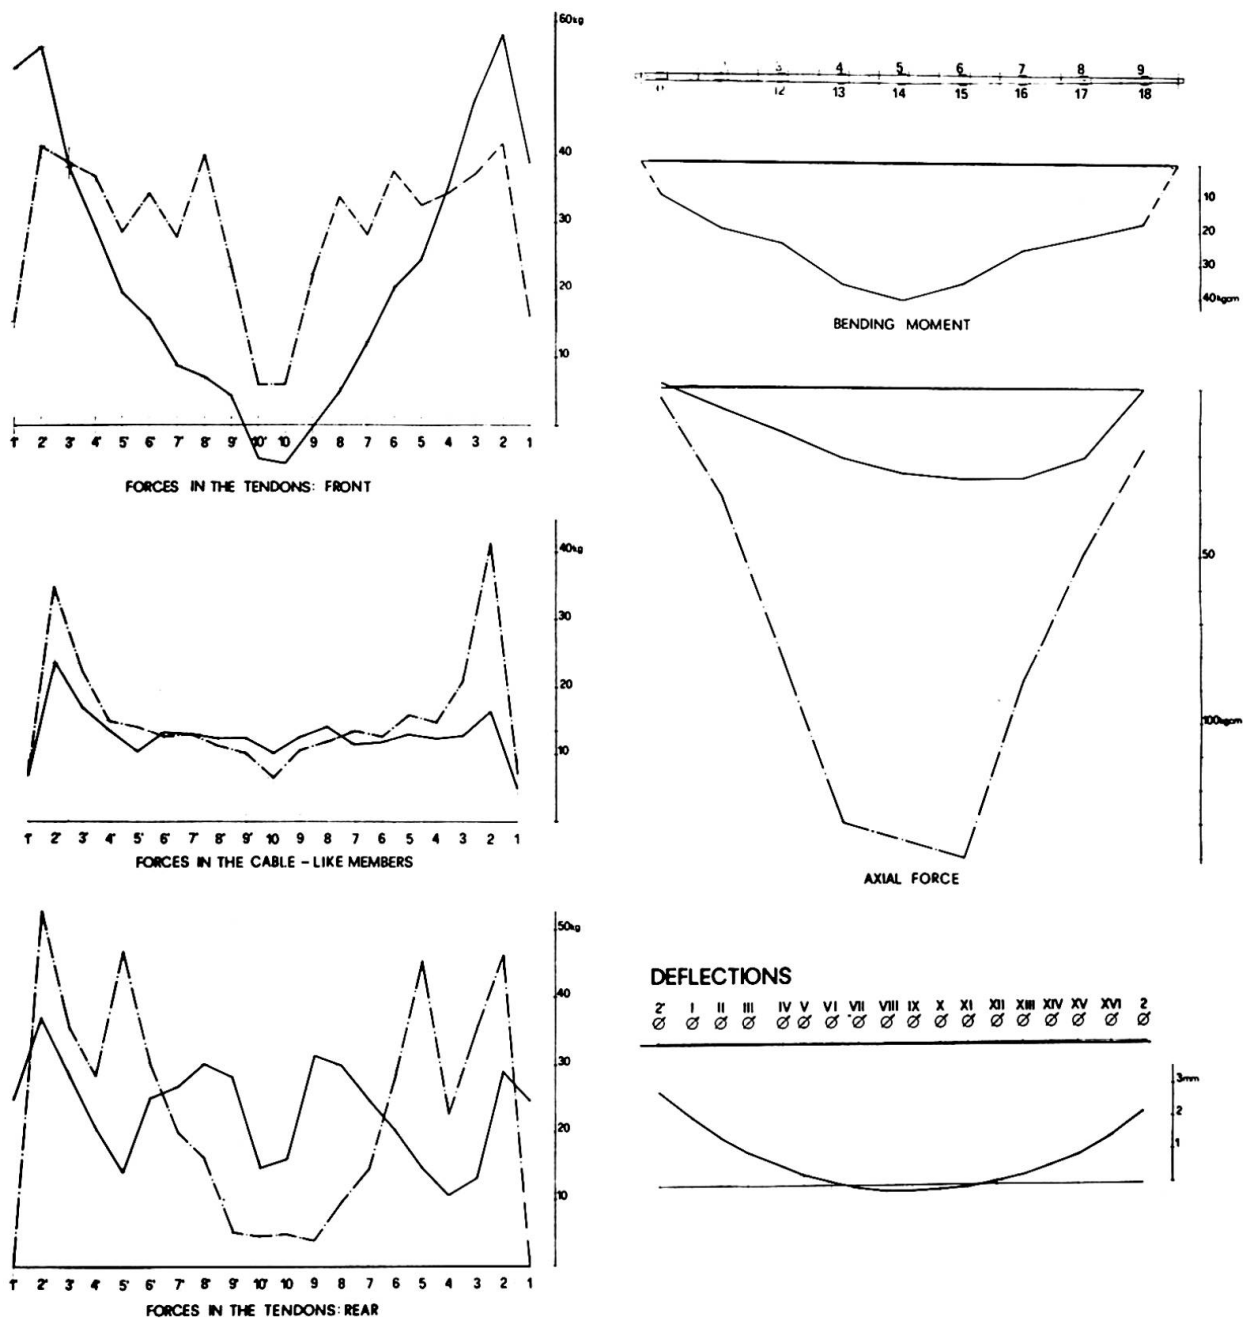 60kg
40
30
20
10
1' 2' 3' 4' 5' 6' 7' 8' 9' 10' 10 9 8 7 6 5 4 3 2 1
FORCES IN THE TENDONS: FRONT
40kg
30
20
10
1' 2' 3' 4' 5' 6' 7' 8' 9' 10 9 8 7 6 5 4 3 2 1
FORCES IN THE CABLE – LIKE MEMBERS
50kg
40
30
20
10
1' 2' 3' 4' 5' 6' 7' 8' 9' 10' 10 9 8 7 6 5 4 3 2 1
FORCES IN THE TENDONS: REAR
3 4 5 6 7 8 9
11 12 13 14 15 16 17 18
10
20
30
40kgcm
BENDING MOMENT
50
100kgcm
AXIAL FORCE
DEFLECTIONS
2' I II III IV V VI VII VIII IX X XI XII XIII XIV XV XVI 2
3mm
2
1